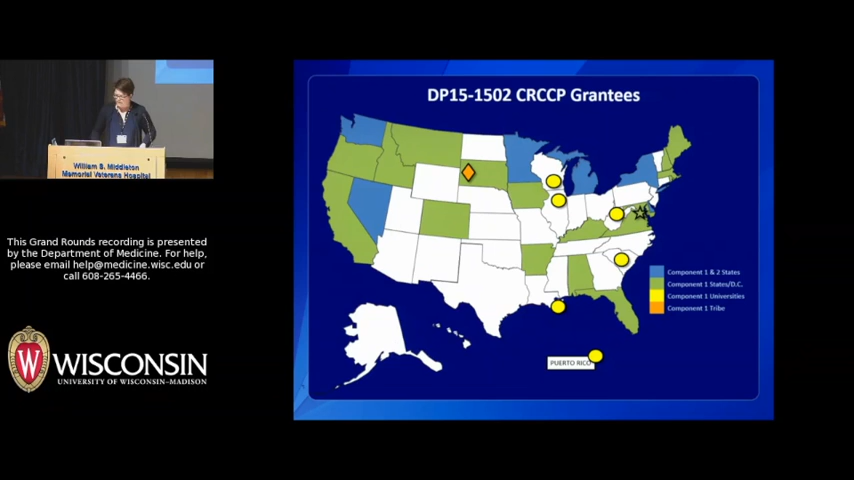 William S. Middleton
Memorial Veterans Hospital
This Grand Rounds recording is presented
by the Department of Medicine. For help,
please email help@medicine.wisc.edu or
call 608-265-4466.
W
WISCONSIN
UNIVERSITY OF WISCONSIN–MADISON
DP15-1502 CRCCP Grantees
Component 1 & 2 States
Component 1 States/D.C.
Component 1 Universities
Component 1 Tribe
PUERTO RICO